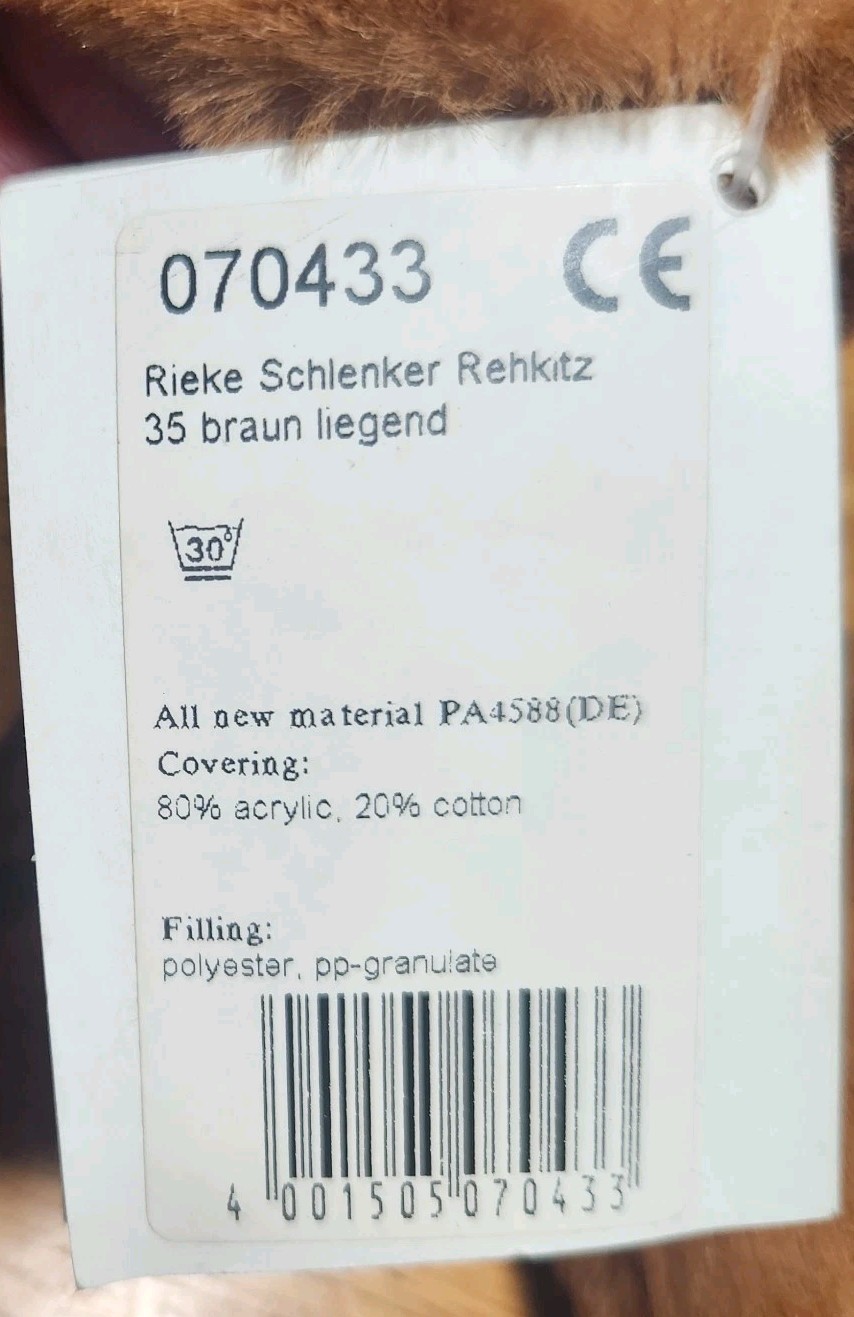 070433 CE
Rieke Schlenker Rehkitz
35 braun liegend
30°
All new material PA4588(DE)
Covering:
80% acrylic, 20% cotton
Filling:
polyester, pp-granulate
4 001505 070433